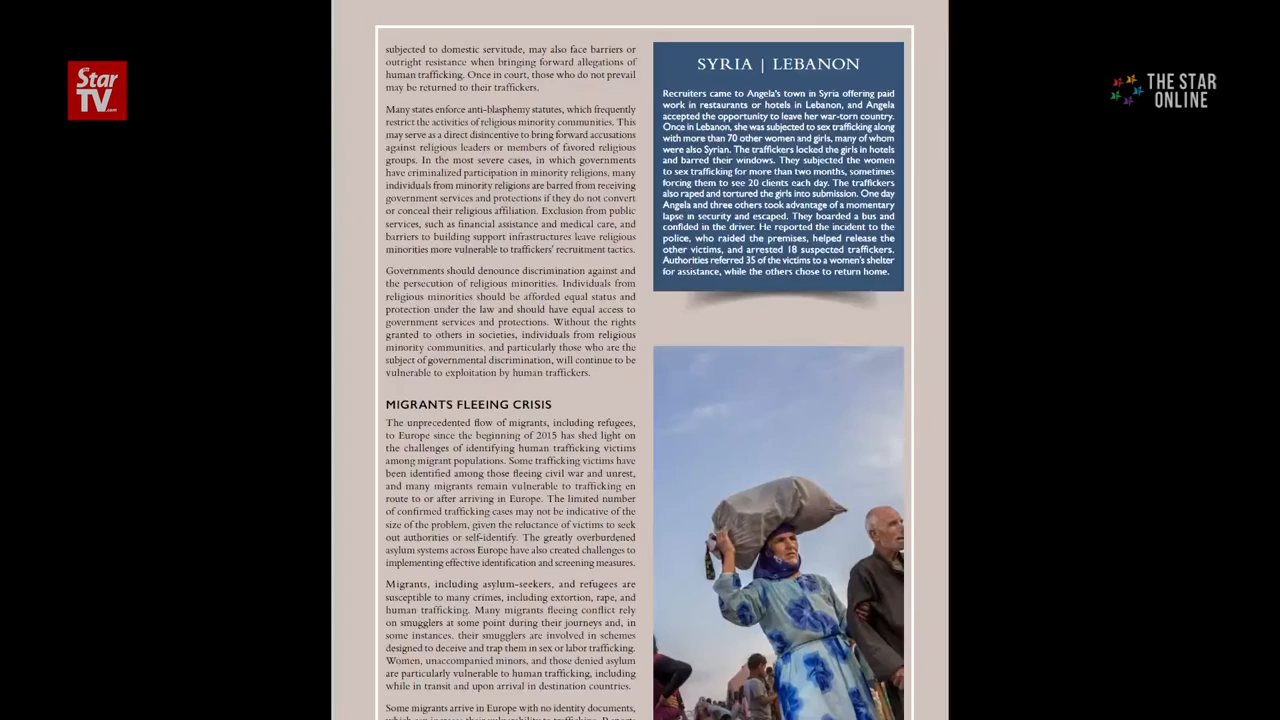 Star
TV.com
THE STAR
ONLINE
subjected to domestic servitude, may also face barriers or
outright resistance when bringing forward allegations of
human trafficking. Once in court, those who do not prevail
may be returned to their traffickers.
Many states enforce anti-blasphemy statutes, which frequently
restrict the activities of religious minority communities. This
may serve as a direct disincentive to bring forward accusations
against religious leaders or members of favored religious
groups. In the most severe cases, in which governments
have criminalized participation in minority religions, many
individuals from minority religions are barred from receiving
government services and protections if they do not convert
or conceal their religious affiliation. Exclusion from public
services, such as financial assistance and medical care, and
barriers to building support infrastructures leave religious
minorities more vulnerable to traffickers' recruitment tactics.
Governments should denounce discrimination against and
the persecution of religious minorities. Individuals from
religious minorities should be afforded equal status and
protection under the law and should have equal access to
government services and protections. Without the rights
granted to others in societies, individuals from religious
minority communities, and particularly those who are the
subject of governmental discrimination, will continue to be
vulnerable to exploitation by human traffickers.
MIGRANTS FLEEING CRISIS
The unprecedented flow of migrants, including refugees,
to Europe since the beginning of 2015 has shed light on
the challenges of identifying human trafficking victims
among migrant populations. Some trafficking victims have
been identified among those fleeing civil war and unrest,
and many migrants remain vulnerable to trafficking en
route to or after arriving in Europe. The limited number
of confirmed trafficking cases may not be indicative of the
size of the problem, given the reluctance of victims to seek
out authorities or self-identify. The greatly overburdened
asylum systems across Europe have also created challenges to
implementing effective identification and screening measures.
Migrants, including asylum-seekers, and refugees are
susceptible to many crimes, including extortion, rape, and
human trafficking. Many migrants fleeing conflict rely
on smugglers at some point during their journeys and, in
some instances, their smugglers are involved in schemes
designed to deceive and trap them in sex or labor trafficking.
Women, unaccompanied minors, and those denied asylum
are particularly vulnerable to human trafficking, including
while in transit and upon arrival in destination countries.
Some migrants arrive in Europe with no identity documents,
SYRIA | LEBANON
Recruiters came to Angela's town in Syria offering paid
work in restaurants or hotels in Lebanon, and Angela
accepted the opportunity to leave her war-torn country.
Once in Lebanon, she was subjected to sex trafficking along
with more than 70 other women and girls, many of whom
were also Syrian. The traffickers locked the girls in hotels
and barred their windows. They subjected the women
to sex trafficking for more than two months, sometimes
forcing them to see 20 clients each day. The traffickers
also raped and tortured the girls into submission. One day
Angela and three others took advantage of a momentary
lapse in security and escaped. They boarded a bus and
confided in the driver. He reported the incident to the
police, who raided the premises, helped release the
other victims, and arrested 18 suspected traffickers.
Authorities referred 35 of the victims to a women's shelter
for assistance, while the others chose to return home.